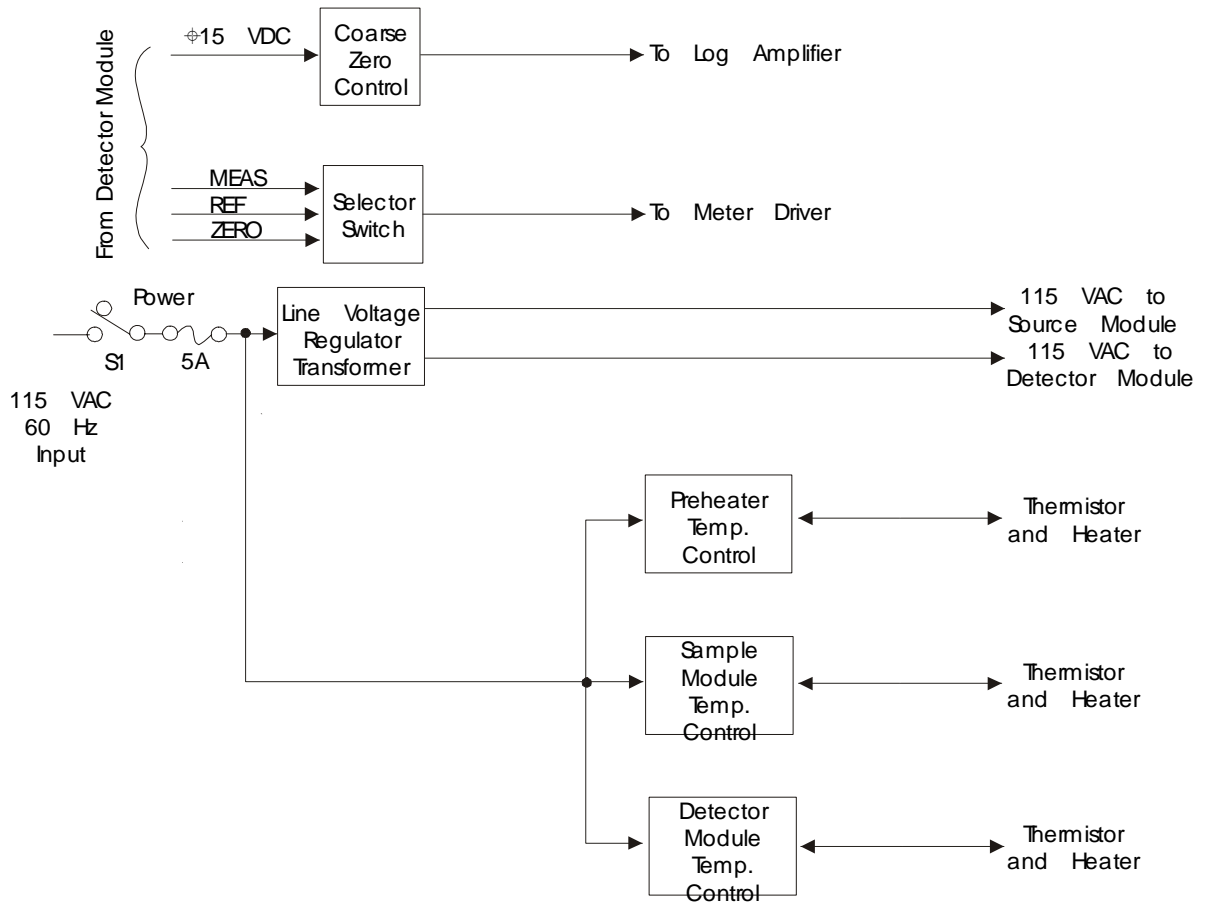 From Detector Module
+15 VDC
Coarse
Zero
Control
To Log Amplifier
MEAS
REF
ZERO
Selector
Switch
To Meter Driver
Power
S1
5A
115 VAC
60 Hz
Input
Line Voltage
Regulator
Transformer
115 VAC to
Source Module
115 VAC to
Detector Module
Preheater
Temp.
Control
Thermistor
and Heater
Sample
Module
Temp.
Control
Thermistor
and Heater
Detector
Module
Temp.
Control
Thermistor
and Heater